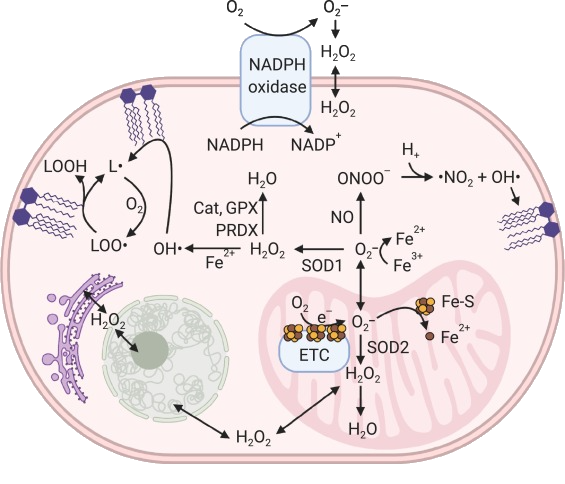 O₂
O₂⁻
H₂O₂
NADPH
oxidase
H₂O₂
NADPH
NADP⁺
H₊
LOOH
L•
H₂O
ONOO⁻
•NO₂ + OH•
O₂
Cat, GPX
PRDX
NO
LOO•
OH•
Fe²⁺
H₂O₂
SOD1
O₂⁻
Fe²⁺
Fe³⁺
H₂O₂
O₂
e⁻
O₂⁻
Fe-S
Fe²⁺
ETC
SOD2
H₂O₂
H₂O₂
H₂O